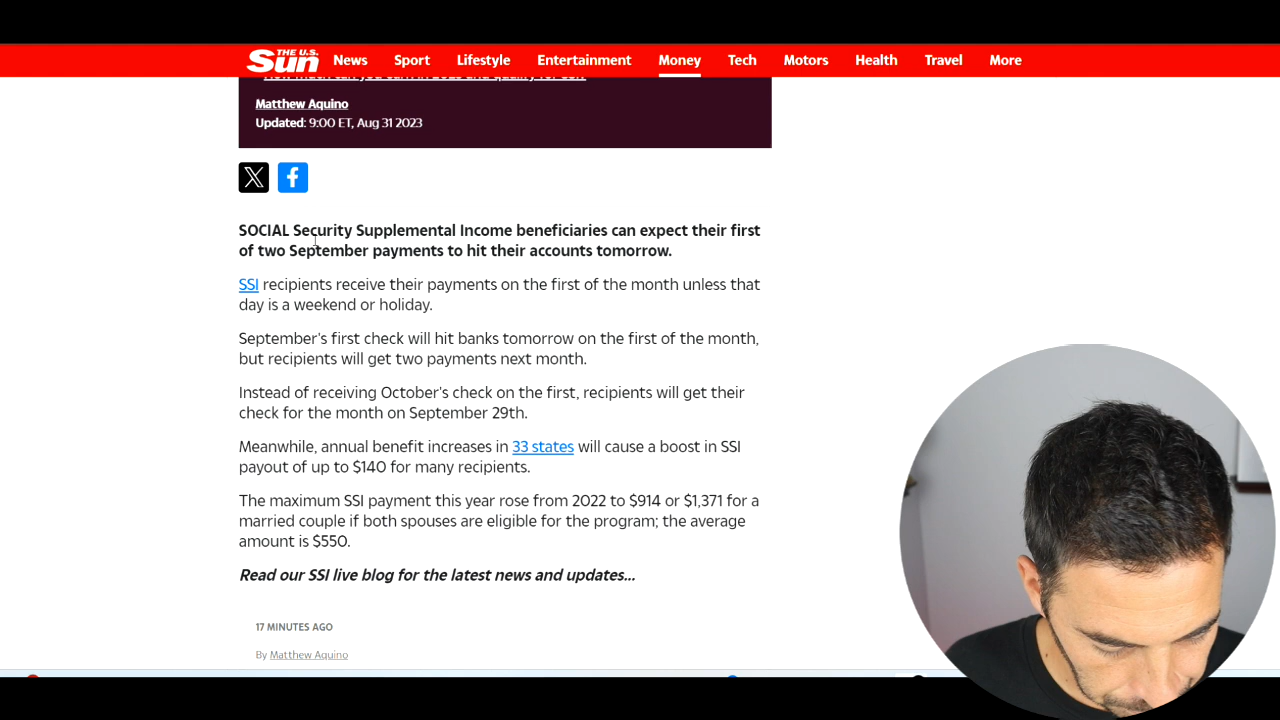 THE U.S.
Sun
News Sport Lifestyle Entertainment Money Tech Motors Health Travel More
Matthew Aquino
Updated: 9:00 ET, Aug 31 2023
SOCIAL Security Supplemental Income beneficiaries can expect their first
of two September payments to hit their accounts tomorrow.
SSI recipients receive their payments on the first of the month unless that
day is a weekend or holiday.
September's first check will hit banks tomorrow on the first of the month,
but recipients will get two payments next month.
Instead of receiving October's check on the first, recipients will get their
check for the month on September 29th.
Meanwhile, annual benefit increases in 33 states will cause a boost in SSI
payout of up to $140 for many recipients.
The maximum SSI payment this year rose from 2022 to $914 or $1,371 for a
married couple if both spouses are eligible for the program; the average
amount is $550.
Read our SSI live blog for the latest news and updates...
17 MINUTES AGO
By Matthew Aquino